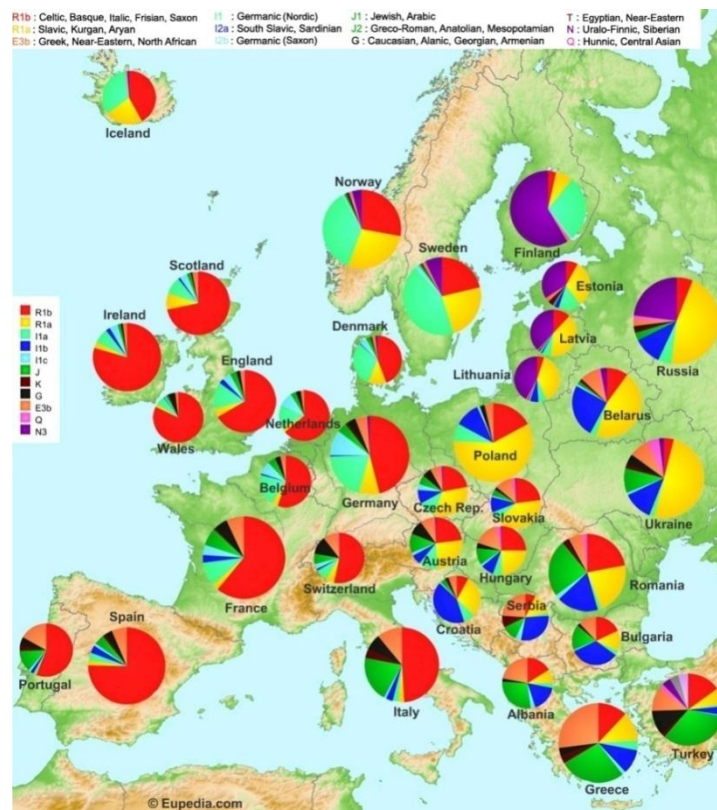 R1b : Celtic, Basque, Italic, Frisian, Saxon
R1a : Slavic, Kurgan, Aryan
E3b : Greek, Near-Eastern, North African
I1 : Germanic (Nordic)
I2a : South Slavic, Sardinian
I2b : Germanic (Saxon)
J1 : Jewish, Arabic
J2 : Greco-Roman, Anatolian, Mesopotamian
G : Caucasian, Alanic, Georgian, Armenian
T : Egyptian, Near-Eastern
N : Uralo-Finnic, Siberian
Q : Hunnic, Central Asian
Iceland
Norway
Finland
Sweden
Scotland
Estonia
R1b
R1a
I1a
I1b
I1c
J
K
G
E3b
Q
N3
Ireland
Denmark
Latvia
Russia
England
Lithuania
Belarus
Wales
Netherlands
Poland
Belgium
Germany
Czech Rep.
Slovakia
Ukraine
Austria
Hungary
Romania
France
Switzerland
Croatia
Serbia
Bulgaria
Spain
Portugal
Italy
Albania
Turkey
Greece
© Eupedia.com